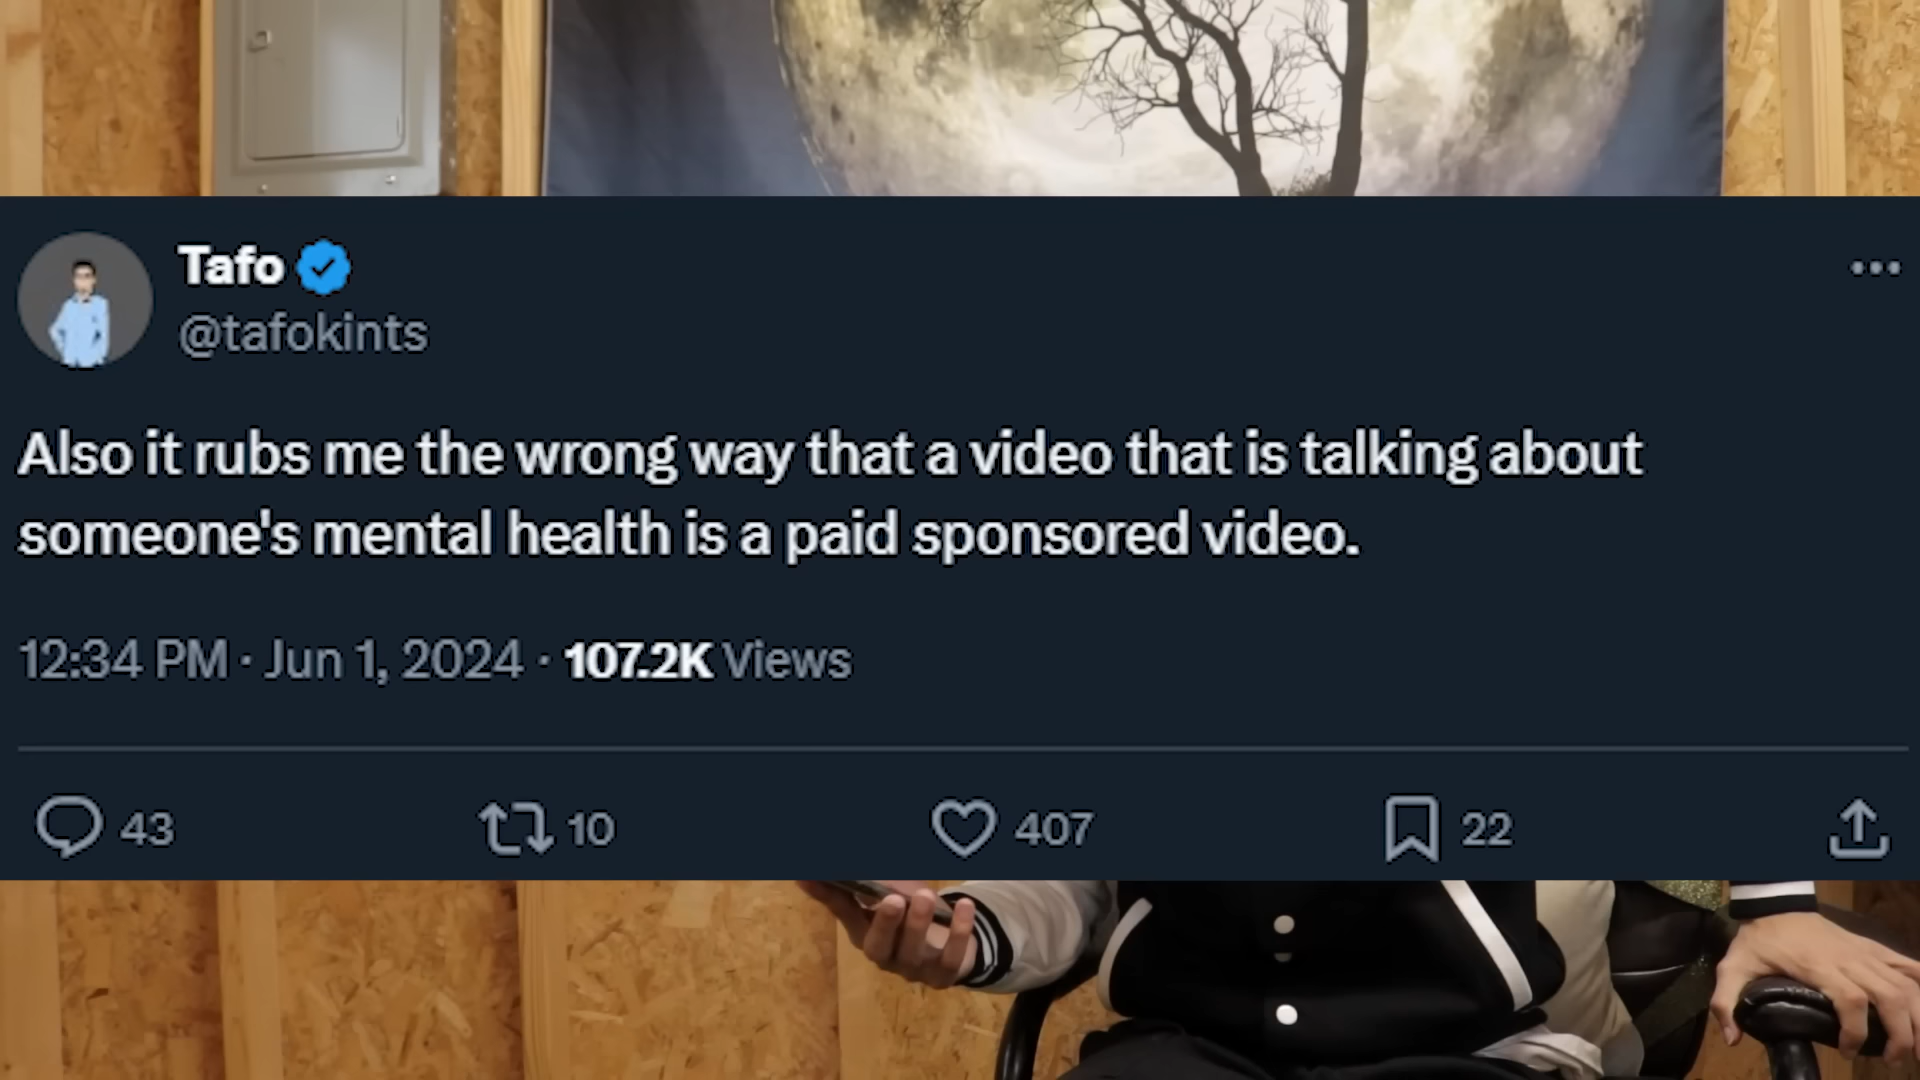 Tafo
@tafokints
Also it rubs me the wrong way that a video that is talking about
someone's mental health is a paid sponsored video.
12:34 PM · Jun 1, 2024 · 107.2K Views
43 10 407 22